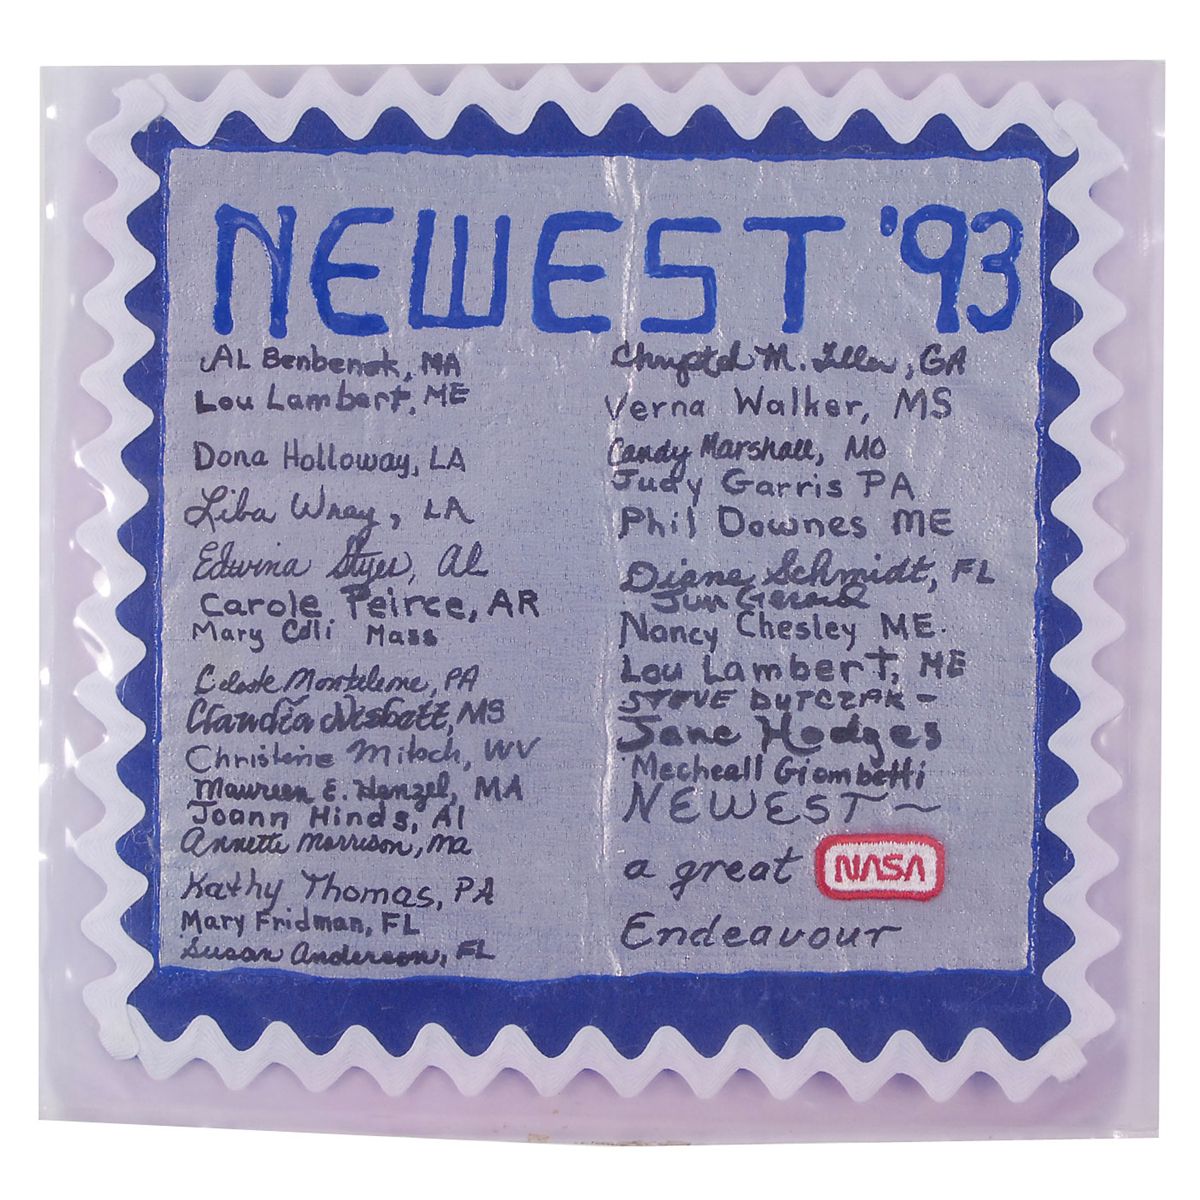 NEWEST '93
AL Benbenek, MA
Lou Lambert, ME
Dona Holloway, LA
Liba Wray, LA
Edwina Styer, AL
Carole Peirce, AR
Mary Coli Mass
Celeste Monteleone, PA
Claudia Nesbett, MS
Christine Mitoch, WV
Maureen E. Henzel, MA
Joann Hinds, Al
Annette Morrison, ma
Kathy Thomas, PA
Mary Fridman, FL
Susan Anderson, FL
M. , GA
Verna Walker, MS
Candy Marshall, MO
Judy Garris PA
Phil Downes ME
Diane Schmidt, FL
Jun Gerard
Nancy Chesley ME.
Lou Lambert, ME
STEVE DUTCZAK -
Jane Hodges
Mecheall Giombetti
NEWEST ~
a great NASA
Endeavour